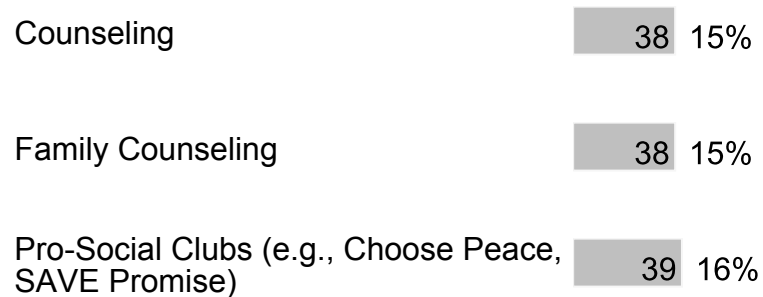 Counseling 38 15%
Family Counseling 38 15%
Pro-Social Clubs (e.g., Choose Peace,
SAVE Promise) 39 16%